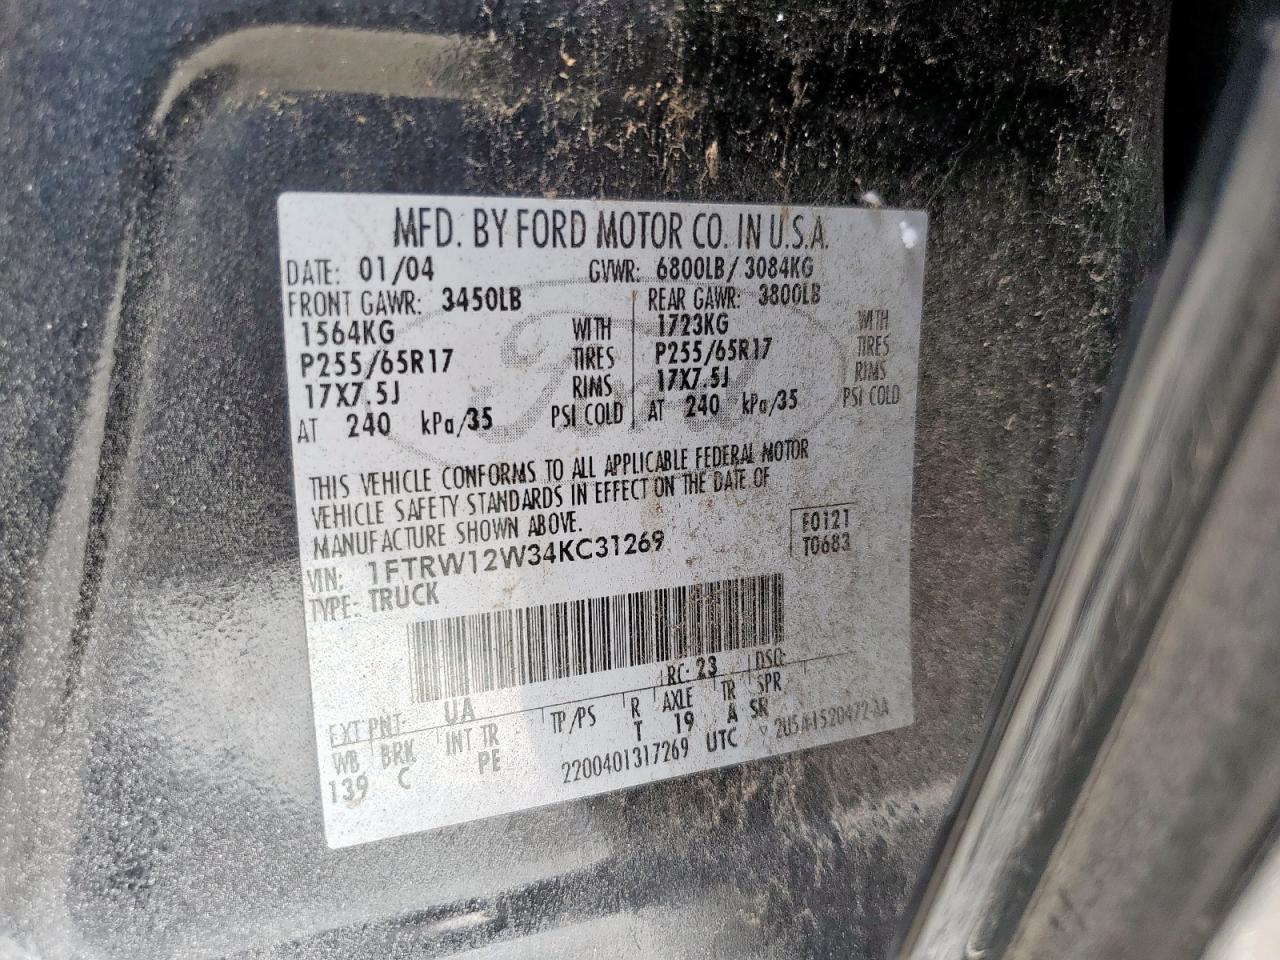 MFD. BY FORD MOTOR CO. IN U.S.A.
DATE: 01/04 GVWR: 6800LB/3084KG
FRONT GAWR: 3450LB REAR GAWR: 3800LB
1564KG WITH 1723KG WITH
P255/65R17 TIRES P255/65R17 TIRES
17X7.5J RIMS 17X7.5J RIMS
AT 240 kPa/35 PSI COLD AT 240 kPa/35 PSI COLD
THIS VEHICLE CONFORMS TO ALL APPLICABLE FEDERAL MOTOR
VEHICLE SAFETY STANDARDS IN EFFECT ON THE DATE OF
MANUFACTURE SHOWN ABOVE.
F0121
T0683
VIN: 1FTRW12W34KC31269
TYPE: TRUCK
EXT PNT: UA RC: 23 DSO:
WB BRK INT TR TP/PS R AXLE TR SPR
139 C PE T 19 A SR
2200401317269 UTC